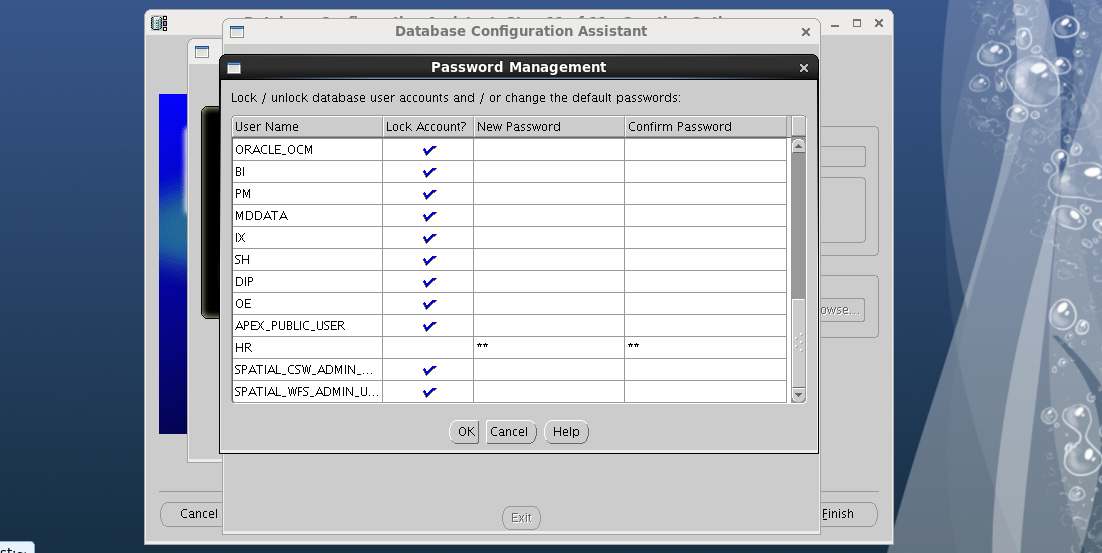 Database Configuration Assistant
Password Management
Lock / unlock database user accounts and / or change the default passwords:
User Name Lock Account? New Password Confirm Password
ORACLE_OCM
BI
PM
MDDATA
IX
SH
DIP
OE
APEX_PUBLIC_USER
HR ** **
SPATIAL_CSW_ADMIN_...
SPATIAL_WFS_ADMIN_U...
owse...
OK Cancel Help
Cancel Exit Finish